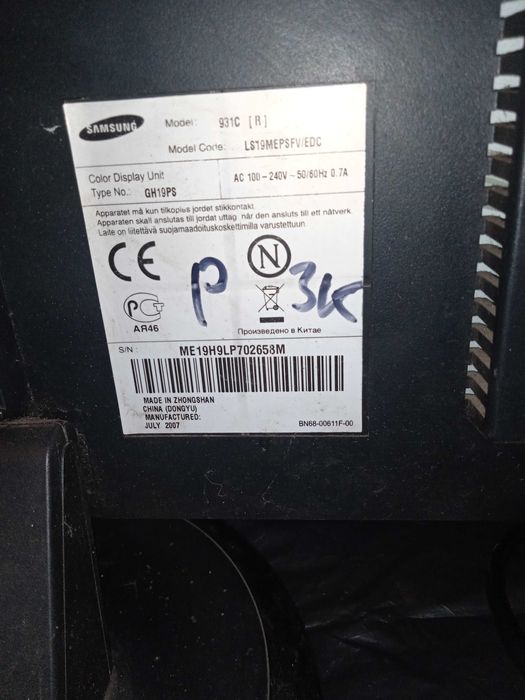 SAMSUNG Model: 931C [R]
Model Code: LS19MEPSFV/EDC
Color Display Unit AC 100-240V~50/60Hz 0.7A
Type No.: GH19PS
Apparatet må kun tilkoples jordet stikkontakt.
Apparaten skall anslutas till jordat uttag når den ansluts till ett nätverk.
Laite on liitettävä suojamaadoituskoskettimilla varustettuun
CE N
P 3K
РСТ
АЯ46 Произведено в Китае
S/N : ME19H9LP702658M
MADE IN ZHONGSHAN
CHINA (DONGYU)
MANUFACTURED:
JULY 2007 BN68-00611F-00